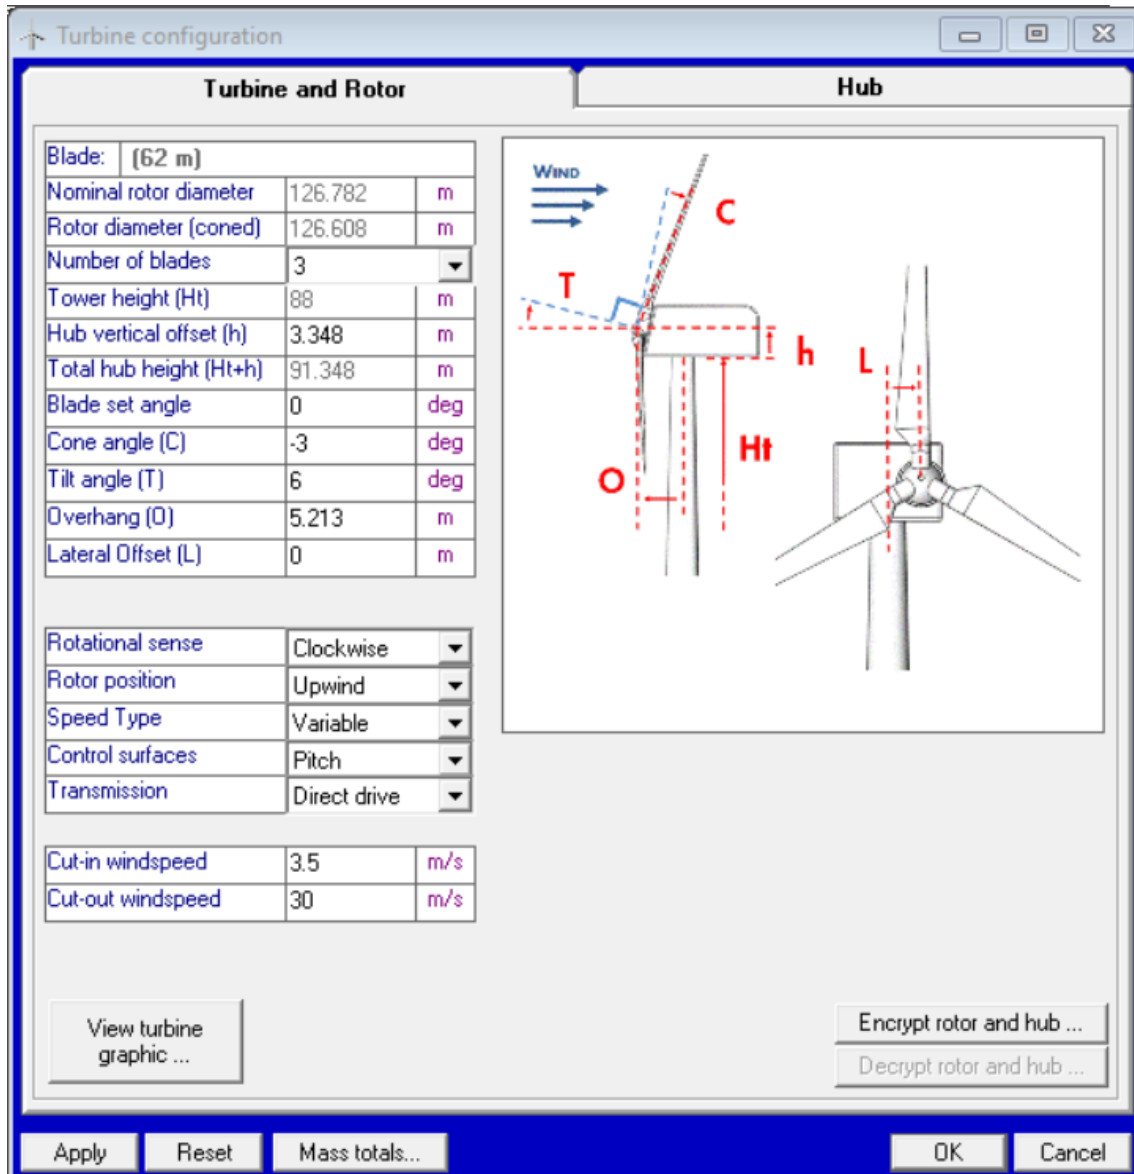 Turbine configuration
Turbine and Rotor
Hub
Blade: (62 m)
Nominal rotor diameter 126.782 m
Rotor diameter (coned) 126.608 m
Number of blades 3
Tower height (Ht) 88 m
Hub vertical offset (h) 3.348 m
Total hub height (Ht+h) 91.348 m
Blade set angle 0 deg
Cone angle (C) -3 deg
Tilt angle (T) 6 deg
Overhang (O) 5.213 m
Lateral Offset (L) 0 m
WIND
C
T
h
L
Ht
O
Rotational sense Clockwise
Rotor position Upwind
Speed Type Variable
Control surfaces Pitch
Transmission Direct drive
Cut-in windspeed 3.5 m/s
Cut-out windspeed 30 m/s
View turbine
graphic ...
Encrypt rotor and hub ...
Decrypt rotor and hub ...
Apply Reset Mass totals... OK Cancel